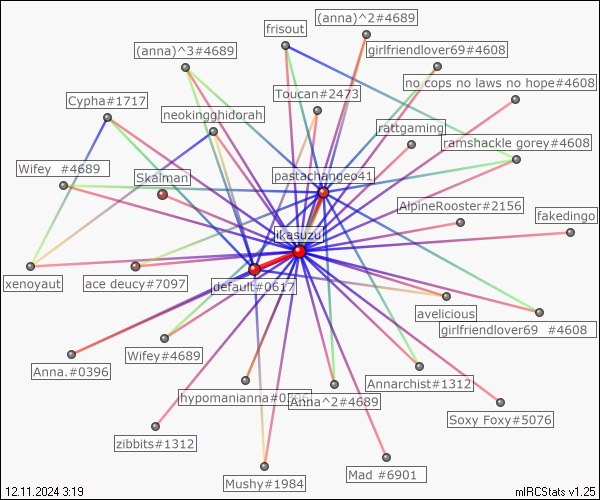 (anna)^2#4689
frisout
(anna)^3#4689
girlfriendlover69#4608
no cops no laws no hope#4608
Toucan#2473
Cypha#1717
neokingghidorah
rattgaming
ramshackle gorey#4608
Wifey #4689
Skalman
pastachangeo41
AlpineRooster#2156
fakedingo
jikasuzu
xenoyaut
ace deucy#7097
default#0617
avelicious
girlfriendlover69 #4608
Wifey#4689
Anna.#0396
Annarchist#1312
hypomanianna#0396
Anna^2#4689
Soxy Foxy#5076
zibbits#1312
Mad #6901
Mushy#1984
12.11.2024 3:19
mIRCStats v1.25